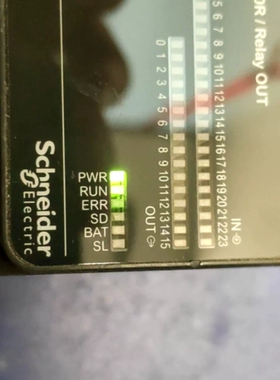 DR / Relay OUT
Schneider
Electric
PWR
RUN
ERR
SD
BAT
SL
0 1 2 3 4 5 6 7 8 9 10 11 12 13 14 15
OUT
5 6 7 8 9 10 11 12 13 14 15 16 17 18 19 20 21 22 23
IN